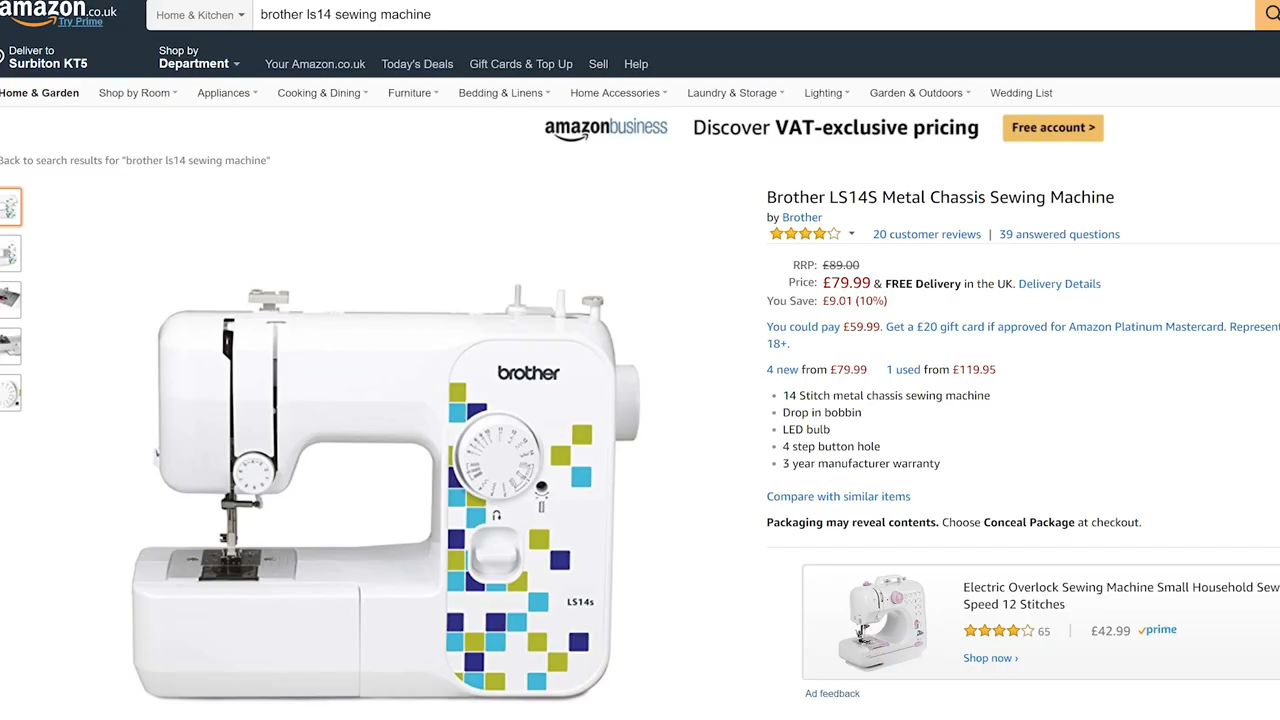 amazon.co.uk
Try Prime
Home & Kitchen
brother ls14 sewing machine
Deliver to
Surbiton KT5
Shop by
Department
Your Amazon.co.uk Today's Deals Gift Cards & Top Up Sell Help
Home & Garden Shop by Room Appliances Cooking & Dining Furniture Bedding & Linens Home Accessories Laundry & Storage Lighting Garden & Outdoors Wedding List
amazonbusiness Discover VAT-exclusive pricing Free account >
Back to search results for "brother ls14 sewing machine"
Brother LS14S Metal Chassis Sewing Machine
by Brother
20 customer reviews | 39 answered questions
RRP: £89.00
Price: £79.99 & FREE Delivery in the UK. Delivery Details
You Save: £9.01 (10%)
You could pay £59.99. Get a £20 gift card if approved for Amazon Platinum Mastercard. Represent
18+.
4 new from £79.99 1 used from £119.95
14 Stitch metal chassis sewing machine
Drop in bobbin
LED bulb
4 step button hole
3 year manufacturer warranty
Compare with similar items
Packaging may reveal contents. Choose Conceal Package at checkout.
brother
LS14s
Electric Overlock Sewing Machine Small Household Sew
Speed 12 Stitches
65 | £42.99 prime
Shop now ›
Ad feedback